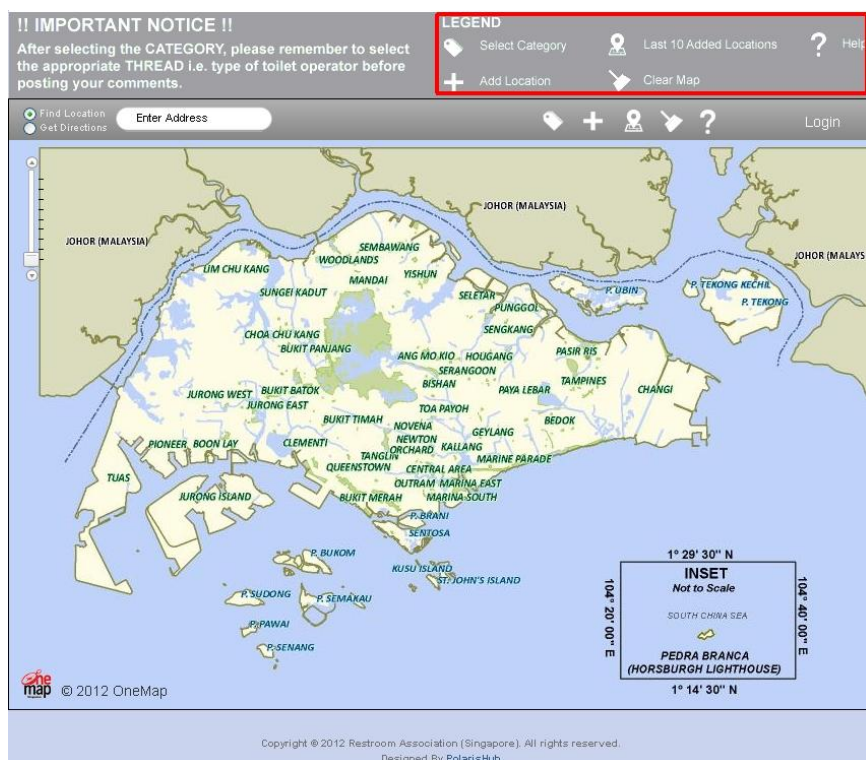 !! IMPORTANT NOTICE !!
After selecting the CATEGORY, please remember to select
the appropriate THREAD i.e. type of toilet operator before
posting your comments.
LEGEND
Select Category
Last 10 Added Locations
Help
Add Location
Clear Map
Find Location
Get Directions
Enter Address
Login
JOHOR (MALAYSIA)
JOHOR (MALAYSIA)
JOHOR (MALAYS
SEMBAWANG
WOODLANDS
LIM CHU KANG
MANDAI
YISHUN
SUNGEI KADUT
SELETAR
PUNGGOL
P. UBIN
P. TEKONG KECHIL
P. TEKONG
CHOA CHU KANG
SENGKANG
BUKIT PANJANG
ANG MO KIO
HOUGANG
PASIR RIS
SERANGOON
BISHAN
TAMPINES
JURONG WEST
BUKIT BATOK
PAYA LEBAR
CHANGI
JURONG EAST
TOA PAYOH
BUKIT TIMAH
NOVENA
BEDOK
GEYLANG
PIONEER
BOON LAY
CLEMENTI
NEWTON
ORCHARD
KALLANG
TANGLIN
MARINE PARADE
QUEENSTOWN
CENTRAL AREA
TUAS
OUTRAM
MARINA EAST
JURONG ISLAND
BUKIT MERAH
MARINA SOUTH
P. BRANI
SENTOSA
P. BUKOM
KUSU ISLAND
ST. JOHN'S ISLAND
P. SUDONG
P. SEMAKAU
P. PAWAI
P. SENANG
1° 29' 30" N
INSET
Not to Scale
104° 20' 00" E
104° 40' 00" E
SOUTH CHINA SEA
PEDRA BRANCA
(HORSBURGH LIGHTHOUSE)
1° 14' 30" N
One
map © 2012 OneMap
Copyright © 2012 Restroom Association (Singapore). All rights reserved.
Designed By PolarisHub